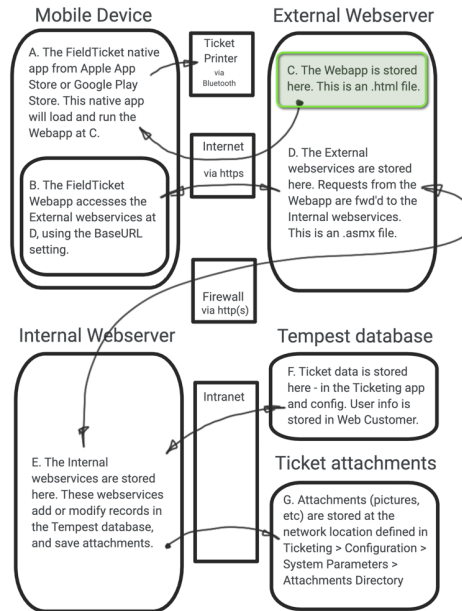 Mobile Device
A. The FieldTicket native
app from Apple App
Store or Google Play
Store. This native app
will load and run the
Webapp at C.
B. The FieldTicket
Webapp accesses the
External webservices at
D, using the BaseURL
setting.
Ticket
Printer
via
Bluetooth
Internet
via https
Firewall
via http(s)
External Webserver
C. The Webapp is stored
here. This is an .html file.
D. The External
webservices are stored
here. Requests from the
Webapp are fwd'd to the
Internal webservices.
This is an .asmx file.
Internal Webserver
E. The Internal
webservices are stored
here. These webservices
add or modify records in
the Tempest database,
and save attachments.
Intranet
Tempest database
F. Ticket data is stored
here - in the Ticketing app
and config. User info is
stored in Web Customer.
Ticket attachments
G. Attachments (pictures,
etc) are stored at the
network location defined in
Ticketing > Configuration >
System Parameters >
Attachments Directory